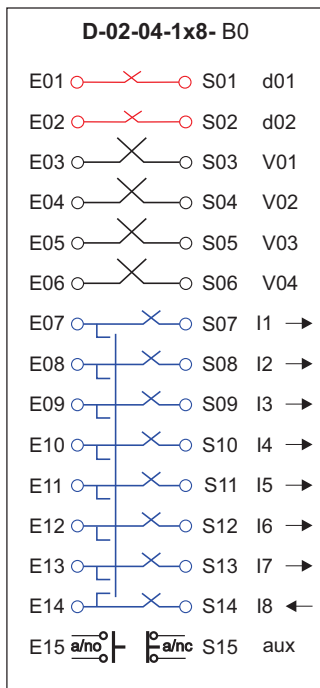 D-02-04-1x8- B0
E01 S01 d01
E02 S02 d02
E03 S03 V01
E04 S04 V02
E05 S05 V03
E06 S06 V04
E07 S07 I1 →
E08 S08 I2 →
E09 S09 I3 →
E10 S10 I4 →
E11 S11 I5 →
E12 S12 I6 →
E13 S13 I7 →
E14 S14 I8 ←
E15 a/no a/nc S15 aux